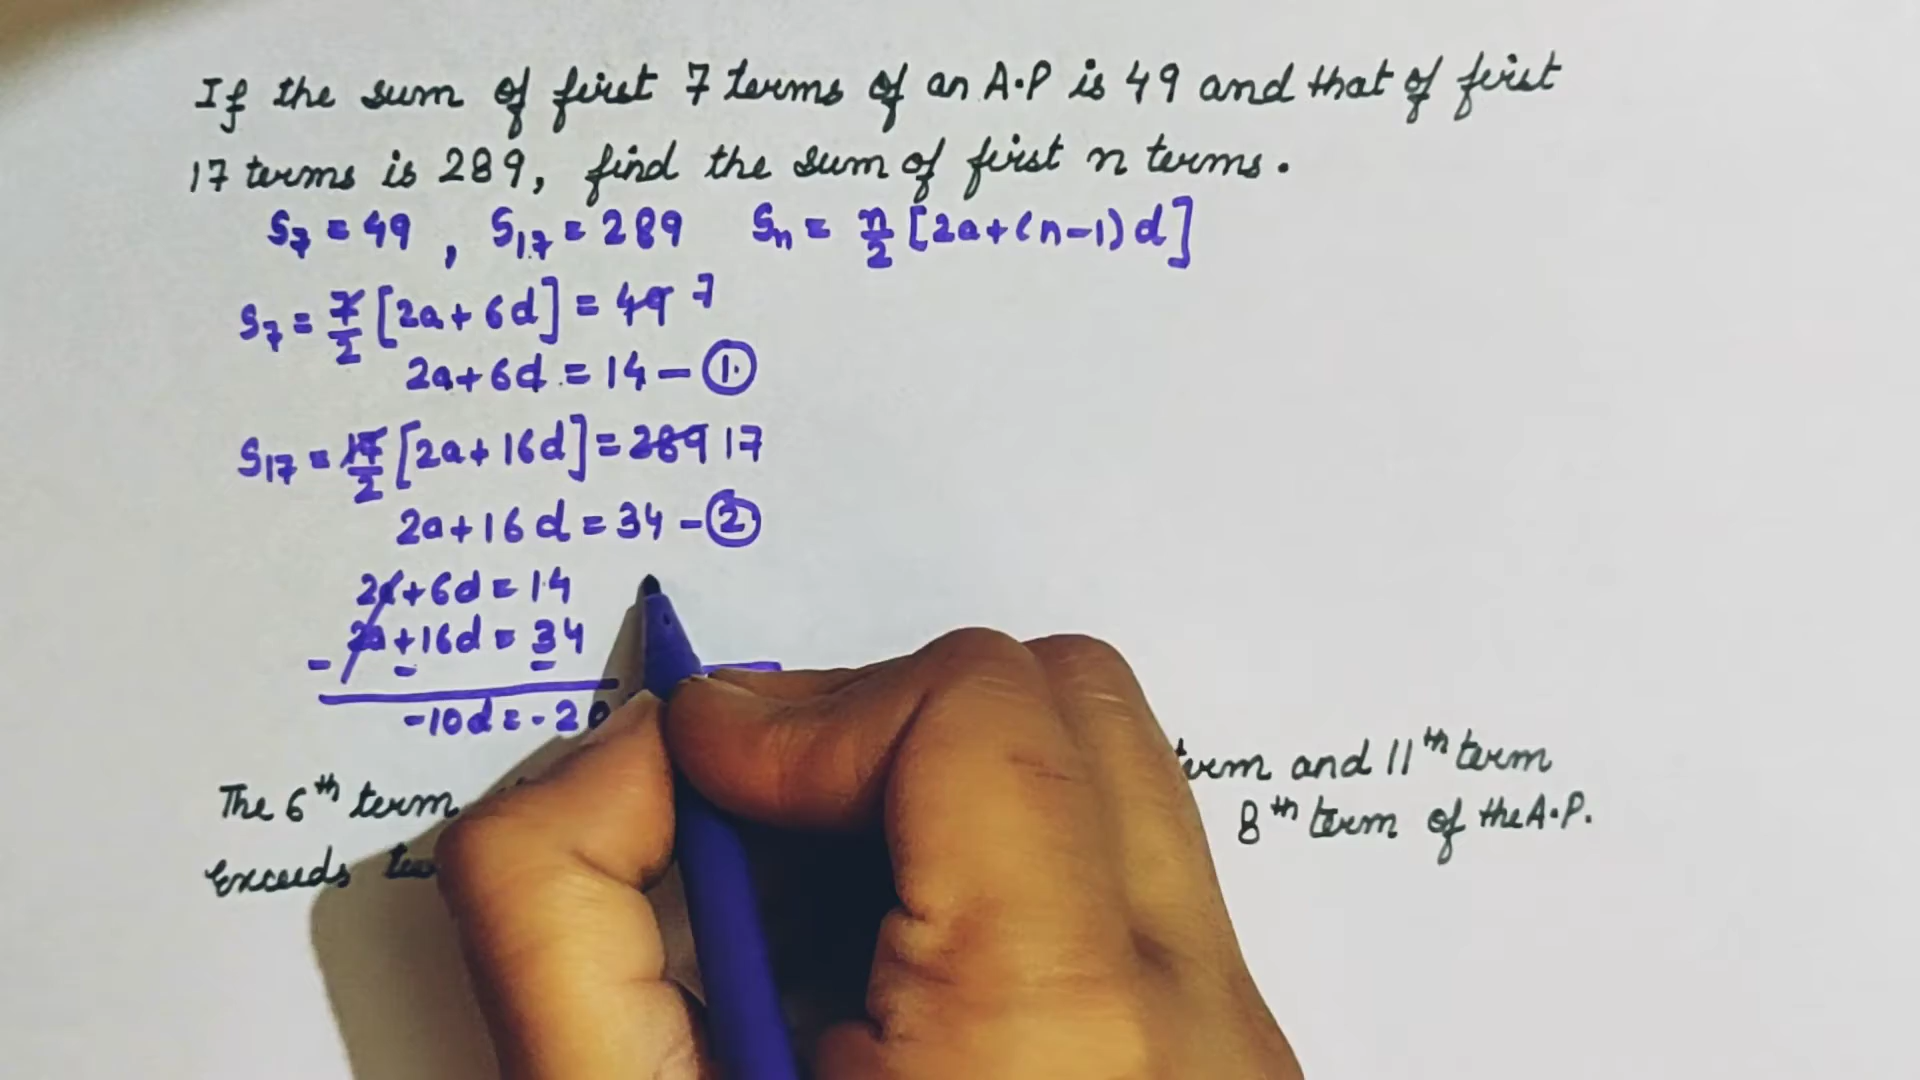 If the sum of first 7 terms of an A.P is 49 and that of first
17 terms is 289, find the sum of first n terms.
S₇ = 49 , S₁₇ = 289 Sₙ = n/2 [2a+(n-1)d]
S₇ = 7/2 [2a+6d] = 49 7
2a+6d = 14 - ①
S₁₇ = 17/2 [2a+16d] = 289 17
2a+16d = 34 - ②
2a+6d = 14
2a+16d = 34
- - -
-10d = -20
The 6th term term and 11th term
exceeds 8th term of the A.P.